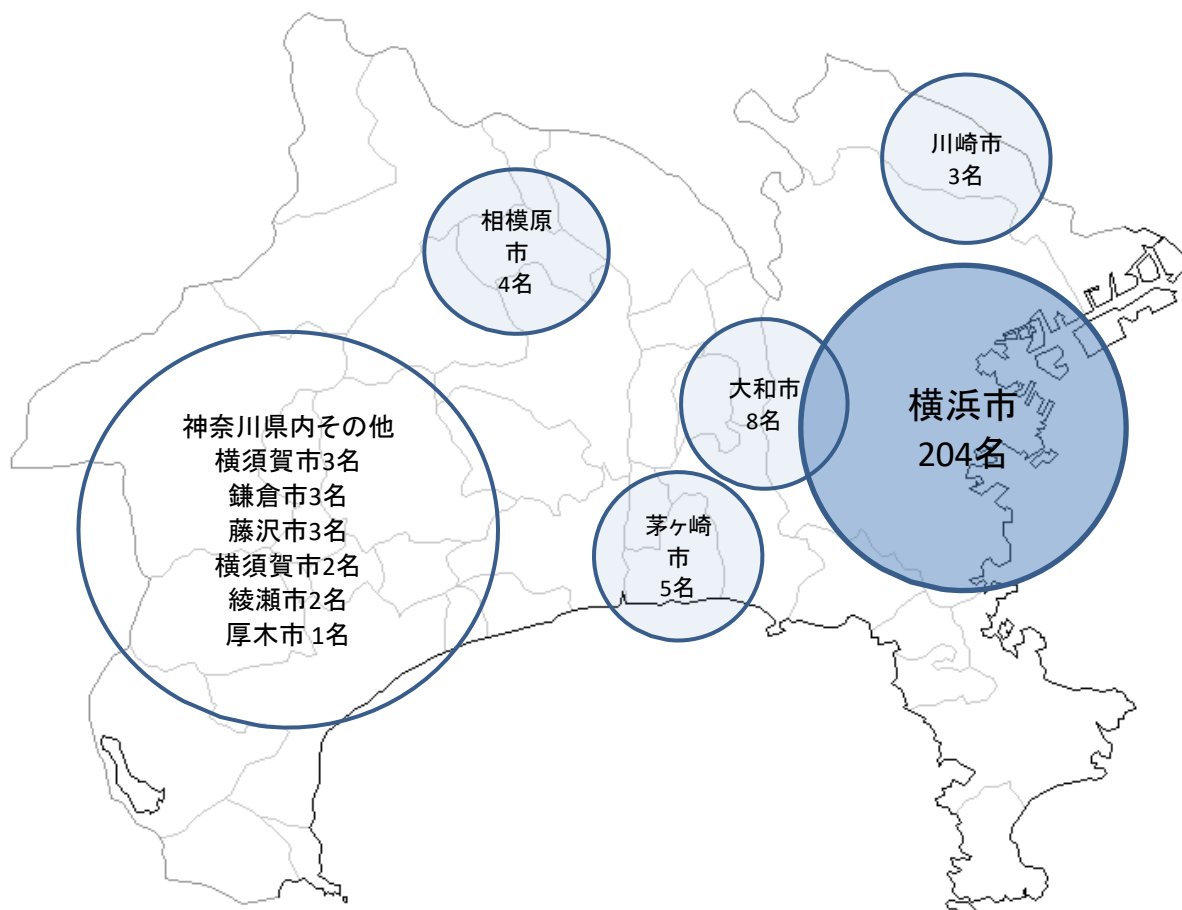 川崎市
3名
相模原
市
4名
大和市
8名
横浜市
204名
神奈川県内その他
横須賀市3名
鎌倉市3名
藤沢市3名
横須賀市2名
綾瀬市2名
厚木市 1名
茅ヶ崎
市
5名